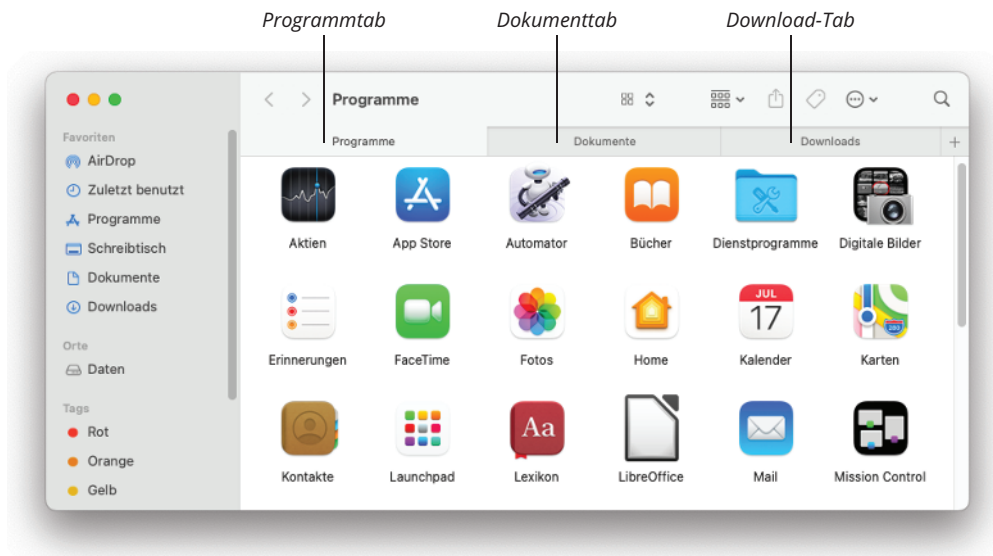 Programmtab Dokumenttab Download-Tab
Programme
Programme Dokumente Downloads
Favoriten
AirDrop
Zuletzt benutzt
Programme
Schreibtisch
Dokumente
Downloads
Orte
Daten
Tags
Rot
Orange
Gelb
Aktien App Store Automator Bücher Dienstprogramme Digitale Bilder
JUL
17
280
Erinnerungen FaceTime Fotos Home Kalender Karten
Aa
Kontakte Launchpad Lexikon LibreOffice Mail Mission Control